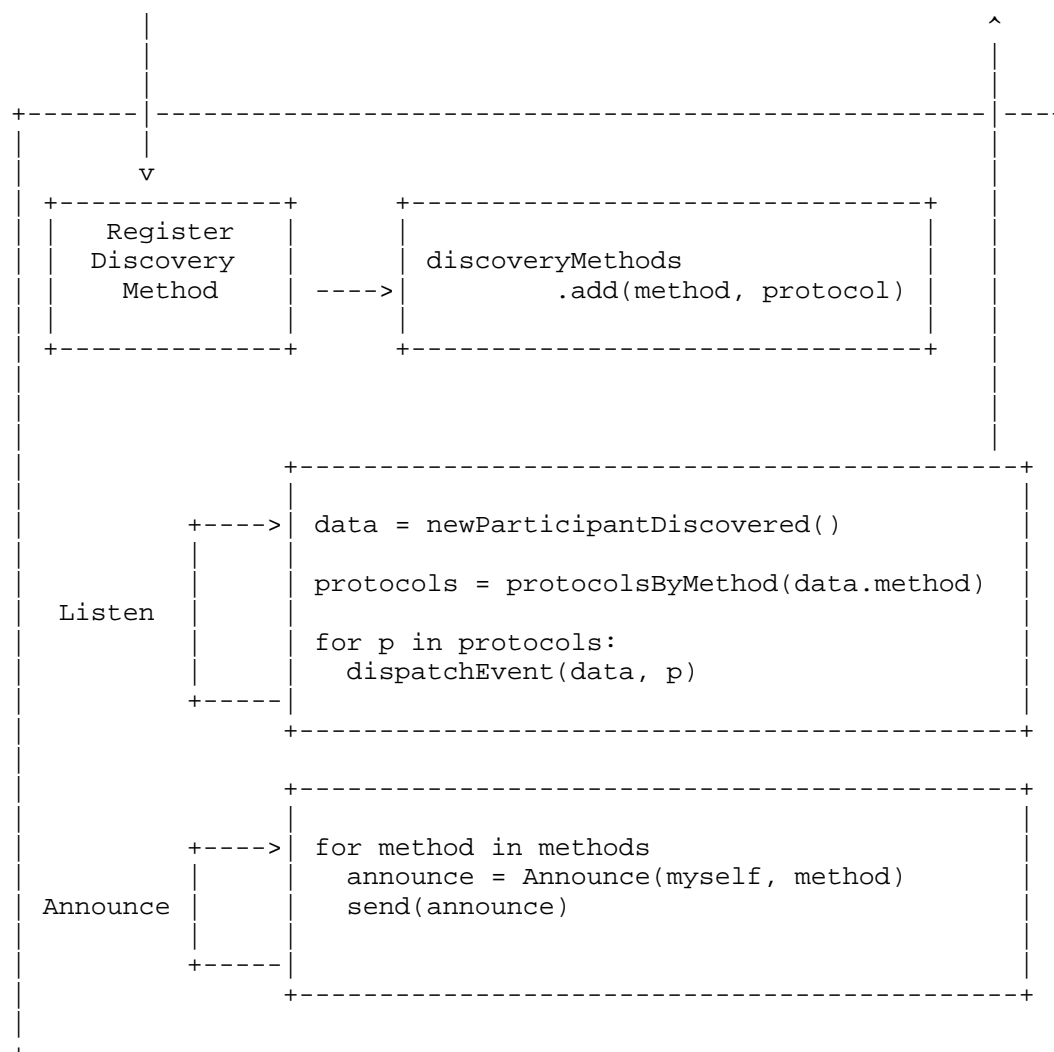 Register
Discovery
Method
discoveryMethods
.add(method, protocol)
data = newParticipantDiscovered()
protocols = protocolsByMethod(data.method)
Listen
for p in protocols:
dispatchEvent(data, p)
for method in methods
announce = Announce(myself, method)
Announce
send(announce)